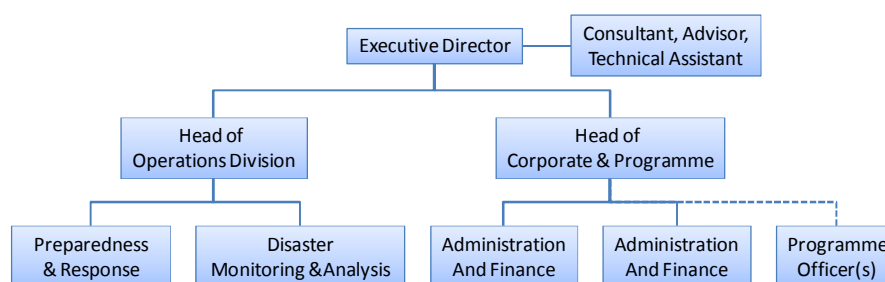 Executive Director
Consultant, Advisor,
Technical Assistant
Head of
Operations Division
Head of
Corporate & Programme
Preparedness
& Response
Disaster
Monitoring &Analysis
Administration
And Finance
Administration
And Finance
Programme
Officer(s)